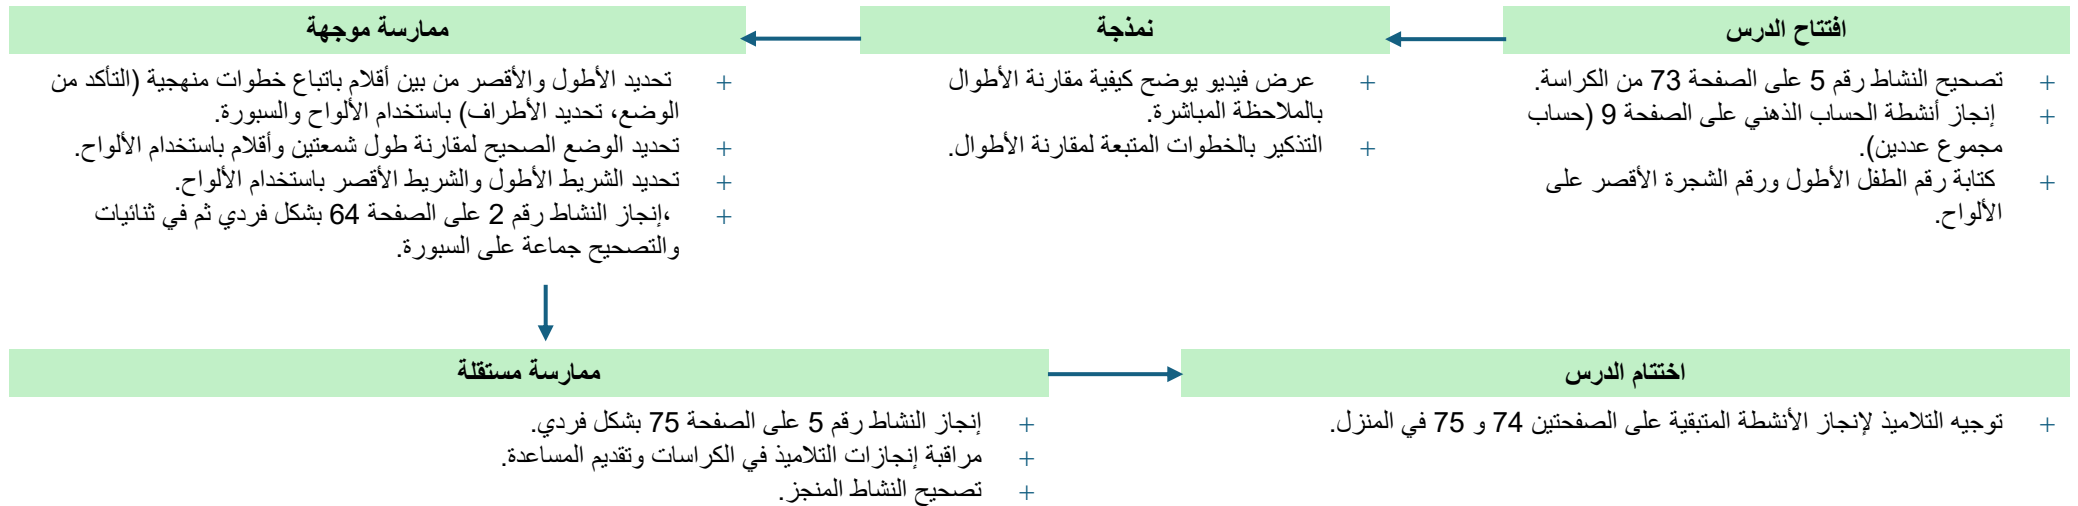 افتتاح الدرس
+ تصحيح النشاط رقم 5 على الصفحة 73 من الكراسة.
+ إنجاز أنشطة الحساب الذهني على الصفحة 9 (حساب
مجموع عددين).
+ كتابة رقم الطفل الأطول ورقم الشجرة الأقصر على
الألواح.
نمذجة
+ عرض فيديو يوضح كيفية مقارنة الأطوال
بالملاحظة المباشرة.
+ التذكير بالخطوات المتبعة لمقارنة الأطوال.
ممارسة موجهة
+ تحديد الأطول والأقصر من بين أقلام باتباع خطوات منهجية (التأكد من
الوضع، تحديد الأطراف) باستخدام الألواح والسبورة.
+ تحديد الوضع الصحيح لمقارنة طول شمعتين وأقلام باستخدام الألواح.
+ تحديد الشريط الأطول والشريط الأقصر باستخدام الألواح.
+ ،إنجاز النشاط رقم 2 على الصفحة 64 بشكل فردي ثم في ثنائيات
والتصحيح جماعة على السبورة.
ممارسة مستقلة
+ إنجاز النشاط رقم 5 على الصفحة 75 بشكل فردي.
+ مراقبة إنجازات التلاميذ في الكراسات وتقديم المساعدة.
+ تصحيح النشاط المنجز.
اختتام الدرس
+ توجيه التلاميذ لإنجاز الأنشطة المتبقية على الصفحتين 74 و 75 في المنزل.